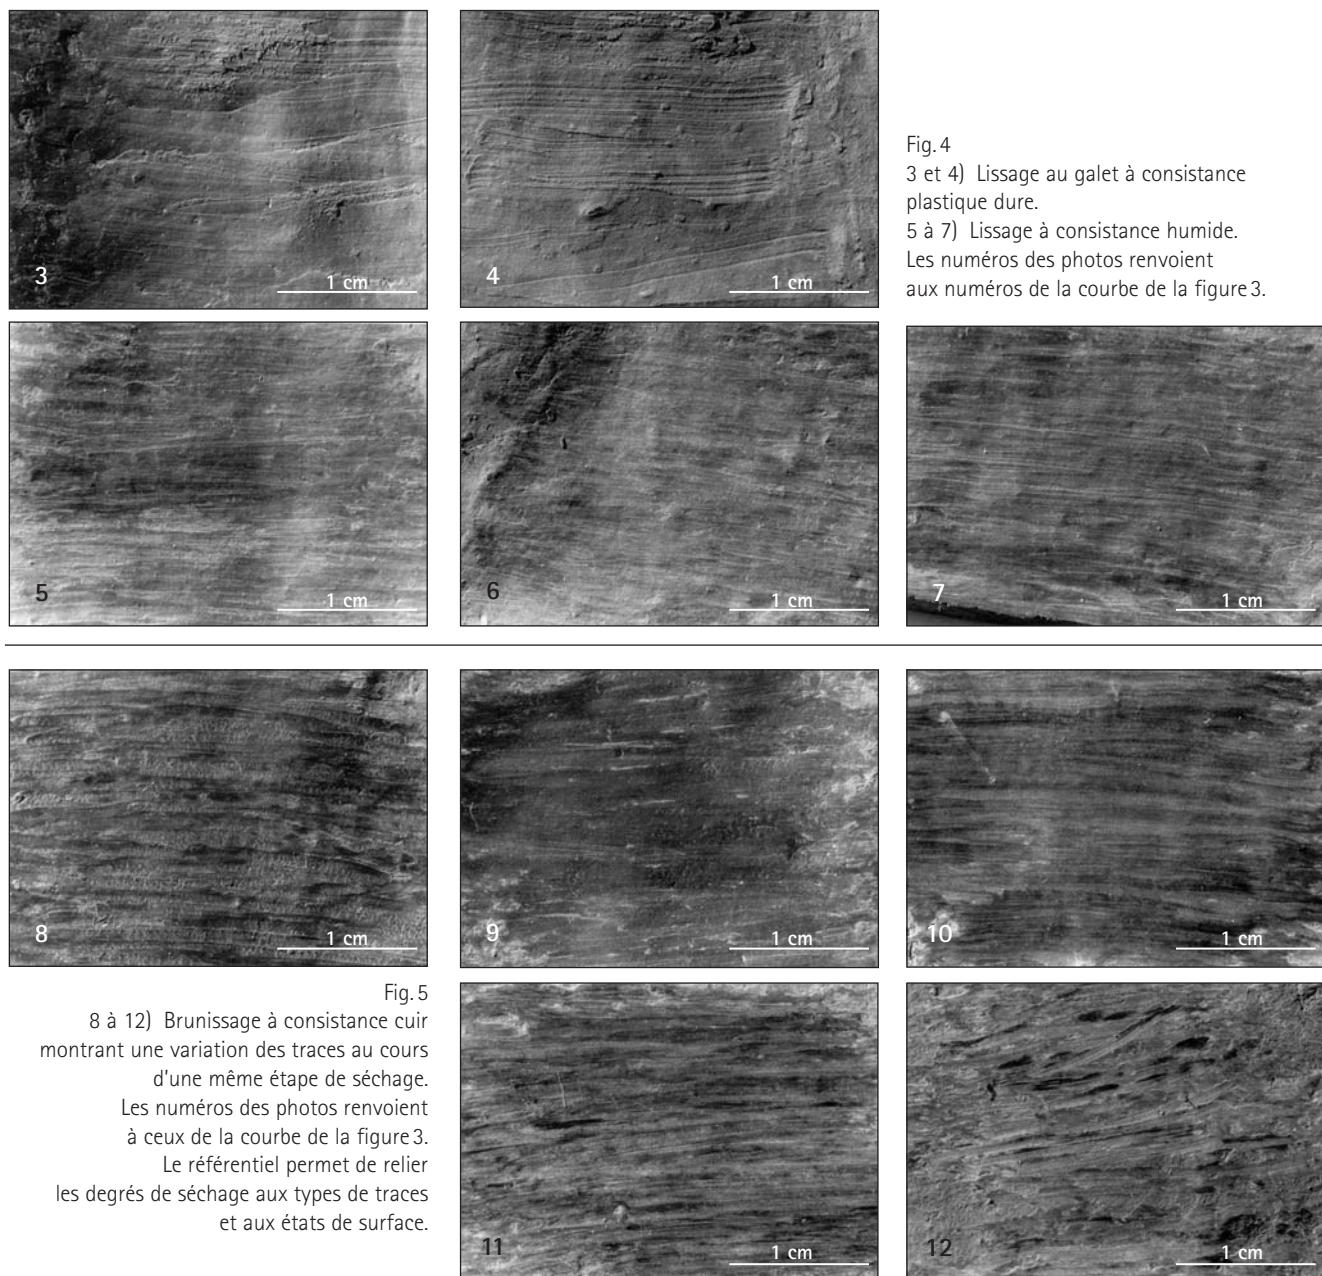 3
1 cm
4
1 cm
Fig. 4
3 et 4) Lissage au galet à consistance
plastique dure.
5 à 7) Lissage à consistance humide.
Les numéros des photos renvoient
aux numéros de la courbe de la figure 3.
5
1 cm
6
1 cm
7
1 cm
8
1 cm
9
1 cm
10
1 cm
Fig. 5
8 à 12) Brunissage à consistance cuir
montrant une variation des traces au cours
d'une même étape de séchage.
Les numéros des photos renvoient
à ceux de la courbe de la figure 3.
Le référentiel permet de relier
les degrés de séchage aux types de traces
et aux états de surface.
11
1 cm
12
1 cm